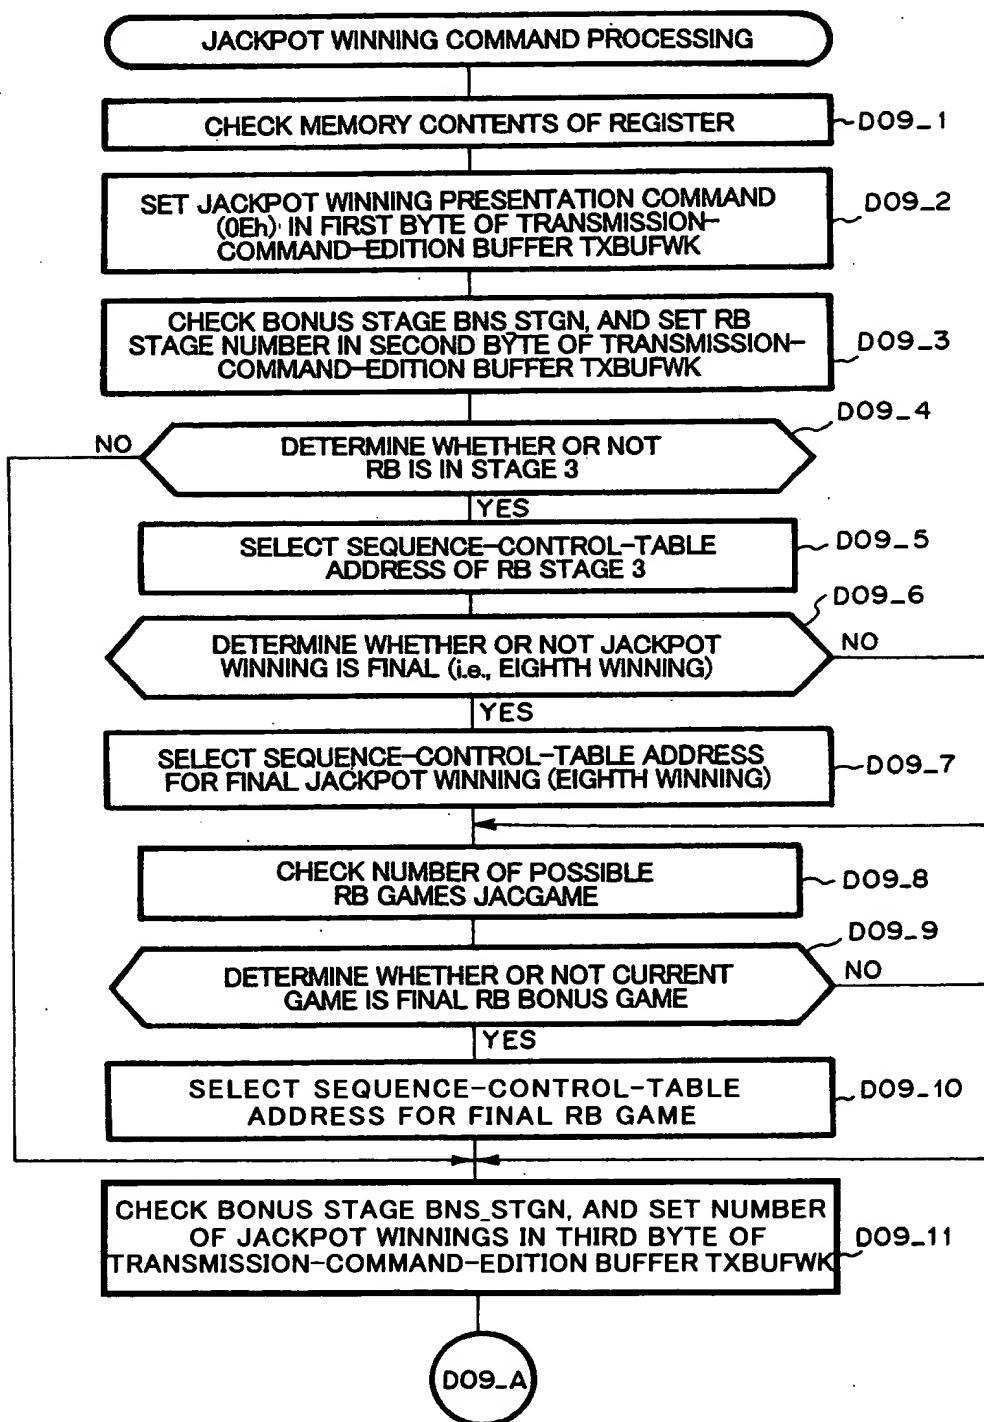 JACKPOT WINNING COMMAND PROCESSING
CHECK MEMORY CONTENTS OF REGISTER
D09_1
SET JACKPOT WINNING PRESENTATION COMMAND
(0Eh) IN FIRST BYTE OF TRANSMISSION-
COMMAND-EDITION BUFFER TXBUFWK
D09_2
CHECK BONUS STAGE BNS_STGN, AND SET RB
STAGE NUMBER IN SECOND BYTE OF TRANSMISSION-
COMMAND-EDITION BUFFER TXBUFWK
D09_3
D09_4
NO
DETERMINE WHETHER OR NOT
RB IS IN STAGE 3
YES
SELECT SEQUENCE-CONTROL-TABLE
ADDRESS OF RB STAGE 3
D09_5
D09_6
DETERMINE WHETHER OR NOT JACKPOT
WINNING IS FINAL (i.e., EIGHTH WINNING)
NO
YES
SELECT SEQUENCE-CONTROL-TABLE ADDRESS
FOR FINAL JACKPOT WINNING (EIGHTH WINNING)
D09_7
CHECK NUMBER OF POSSIBLE
RB GAMES JACGAME
D09_8
D09_9
DETERMINE WHETHER OR NOT CURRENT
GAME IS FINAL RB BONUS GAME
NO
YES
SELECT SEQUENCE-CONTROL-TABLE
ADDRESS FOR FINAL RB GAME
D09_10
CHECK BONUS STAGE BNS_STGN, AND SET NUMBER
OF JACKPOT WINNINGS IN THIRD BYTE OF
TRANSMISSION-COMMAND-EDITION BUFFER TXBUFWK
D09_11
D09_A